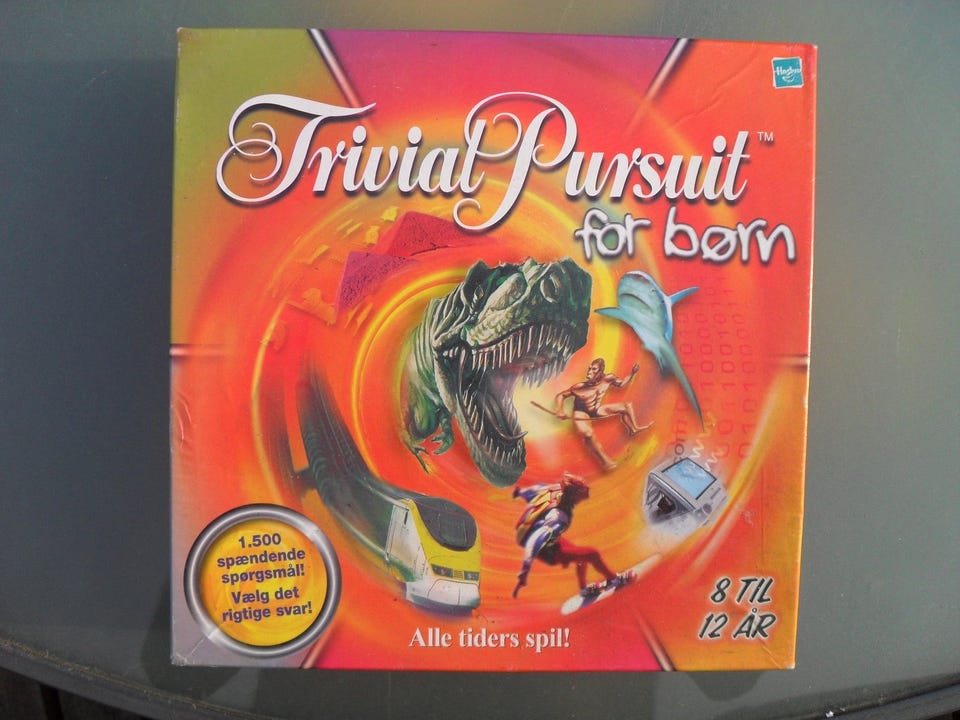 Hasbro
Trivial Pursuit™
for børn
1.500
spændende
spørgsmål!
Vælg det
rigtige svar!
8 TIL
12 ÅR
Alle tiders spil!